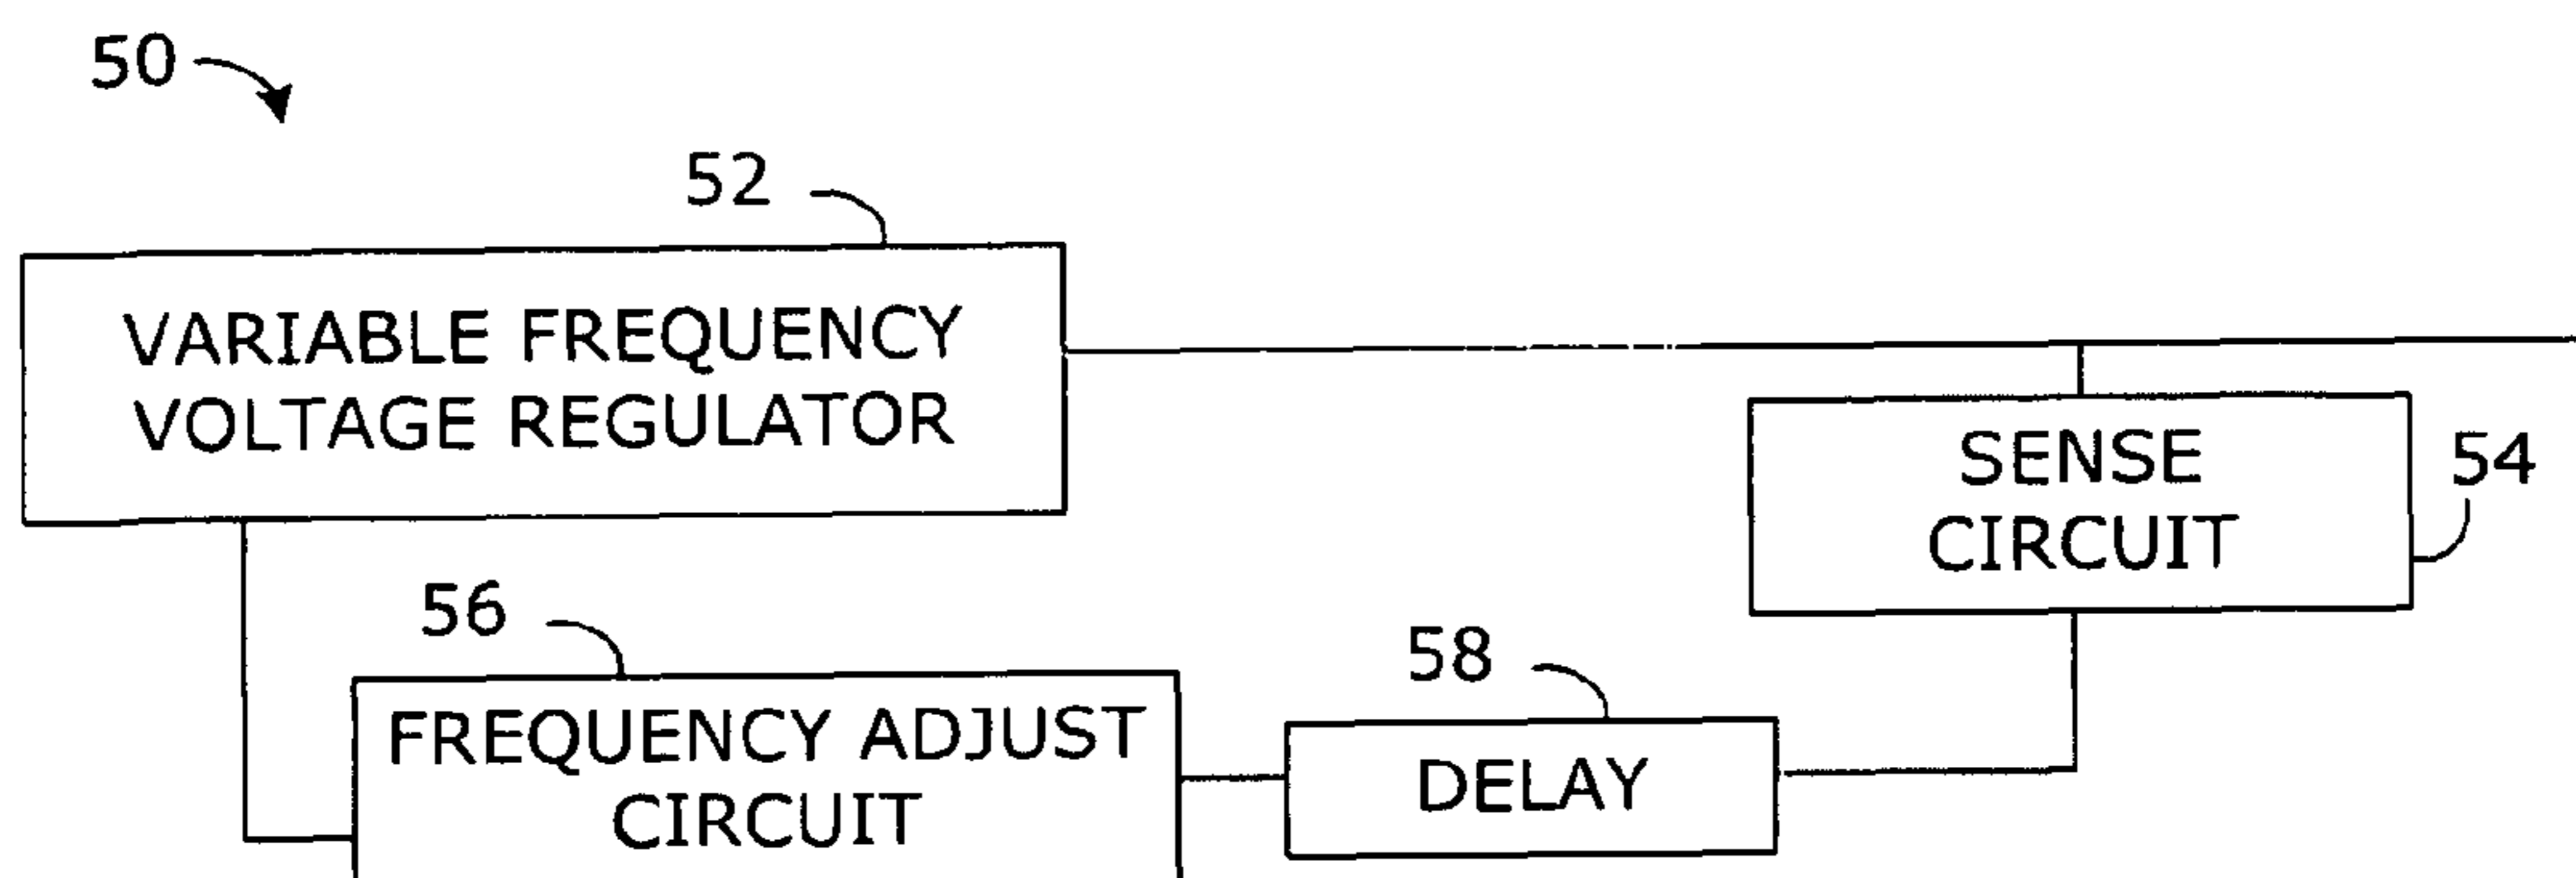 50
52
VARIABLE FREQUENCY
VOLTAGE REGULATOR
SENSE
CIRCUIT
54
56
FREQUENCY ADJUST
CIRCUIT
58
DELAY